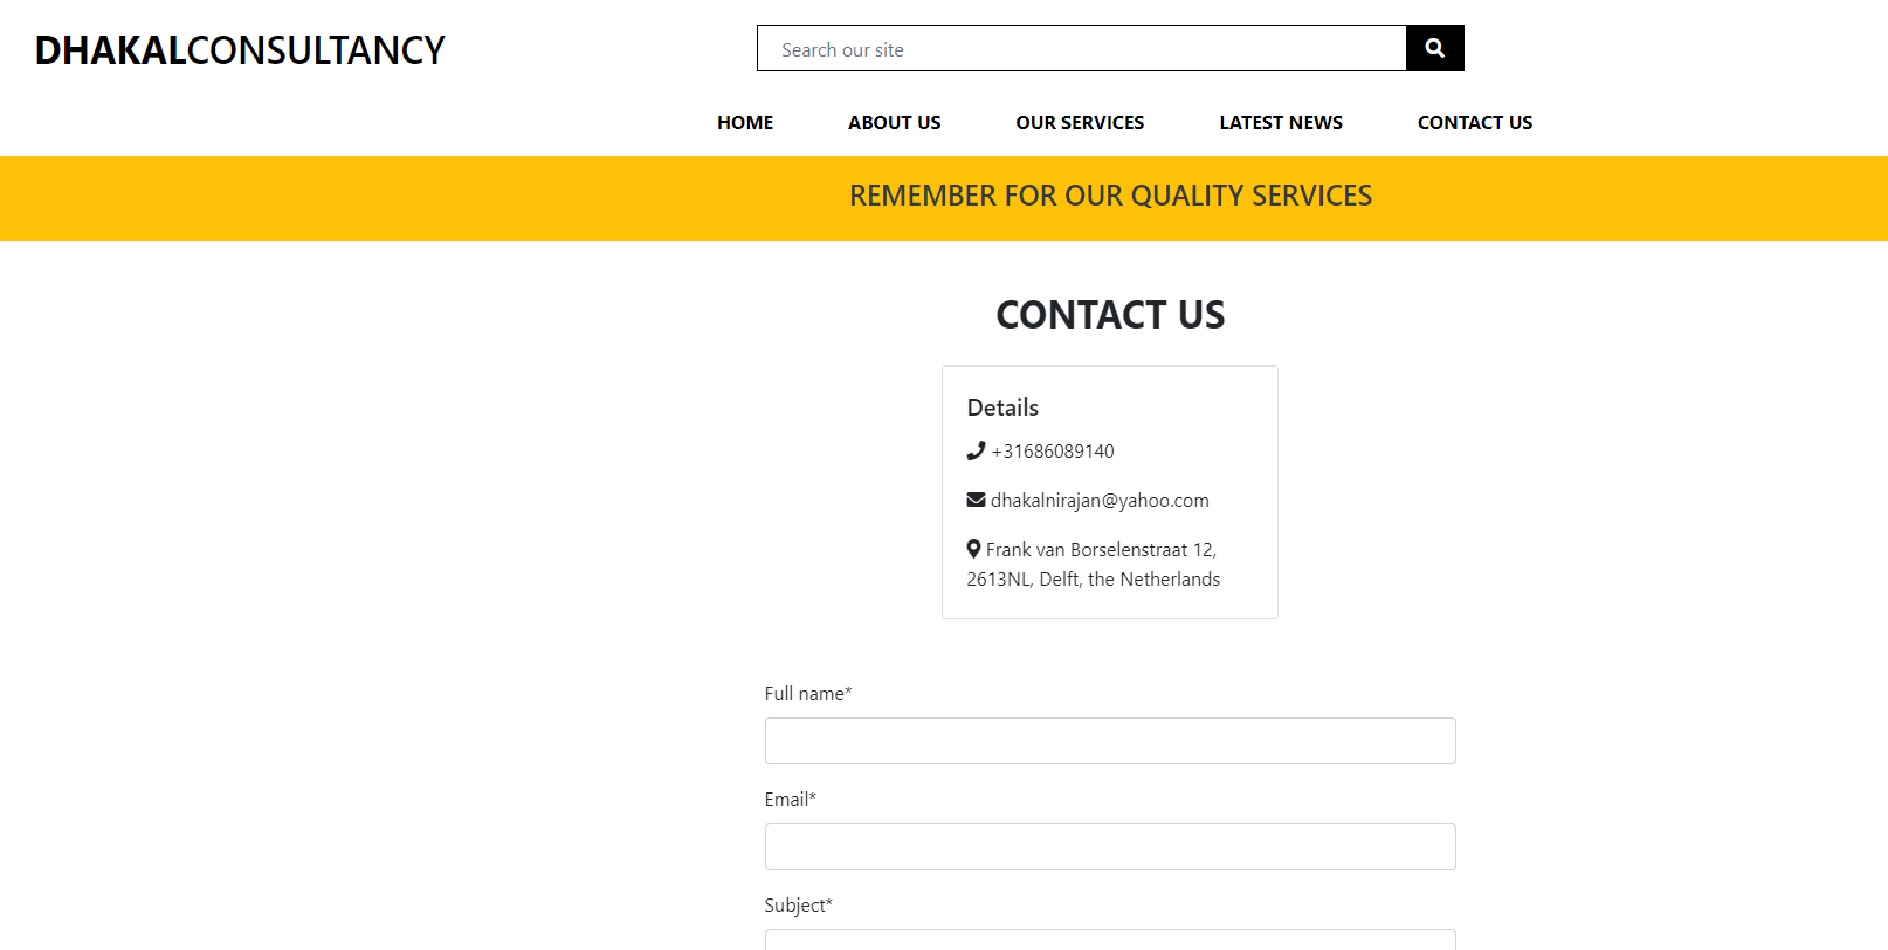 DHAKALCONSULTANCY
Search our site
HOME ABOUT US OUR SERVICES LATEST NEWS CONTACT US
REMEMBER FOR OUR QUALITY SERVICES
CONTACT US
Details
+31686089140
dhakalnirajan@yahoo.com
Frank van Borselenstraat 12,
2613NL, Delft, the Netherlands
Full name*
Email*
Subject*